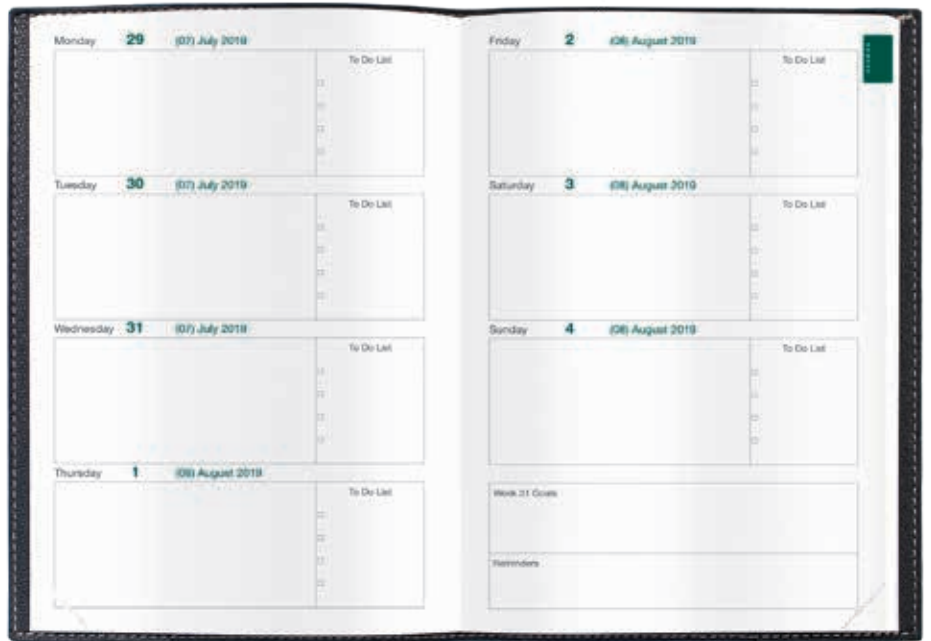 Monday 29 (07) July 2019
To Do List
Tuesday 30 (07) July 2019
To Do List
Wednesday 31 (07) July 2019
To Do List
Thursday 1 (08) August 2019
To Do List
Friday 2 (08) August 2019
To Do List
Saturday 3 (08) August 2019
To Do List
Sunday 4 (08) August 2019
To Do List
Week 31 Goals
Reminders